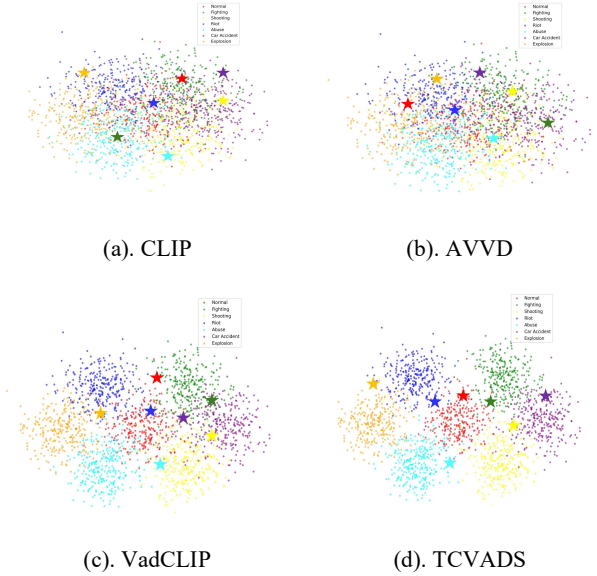 Normal
Fighting
Shooting
Riot
Abuse
Car Accident
Explosion
Normal
Fighting
Shooting
Riot
Abuse
Car Accident
Explosion
(a). CLIP
(b). AVVD
Normal
Fighting
Shooting
Riot
Abuse
Car Accident
Explosion
Normal
Fighting
Shooting
Riot
Abuse
Car Accident
Explosion
(c). VadCLIP
(d). TCVADS